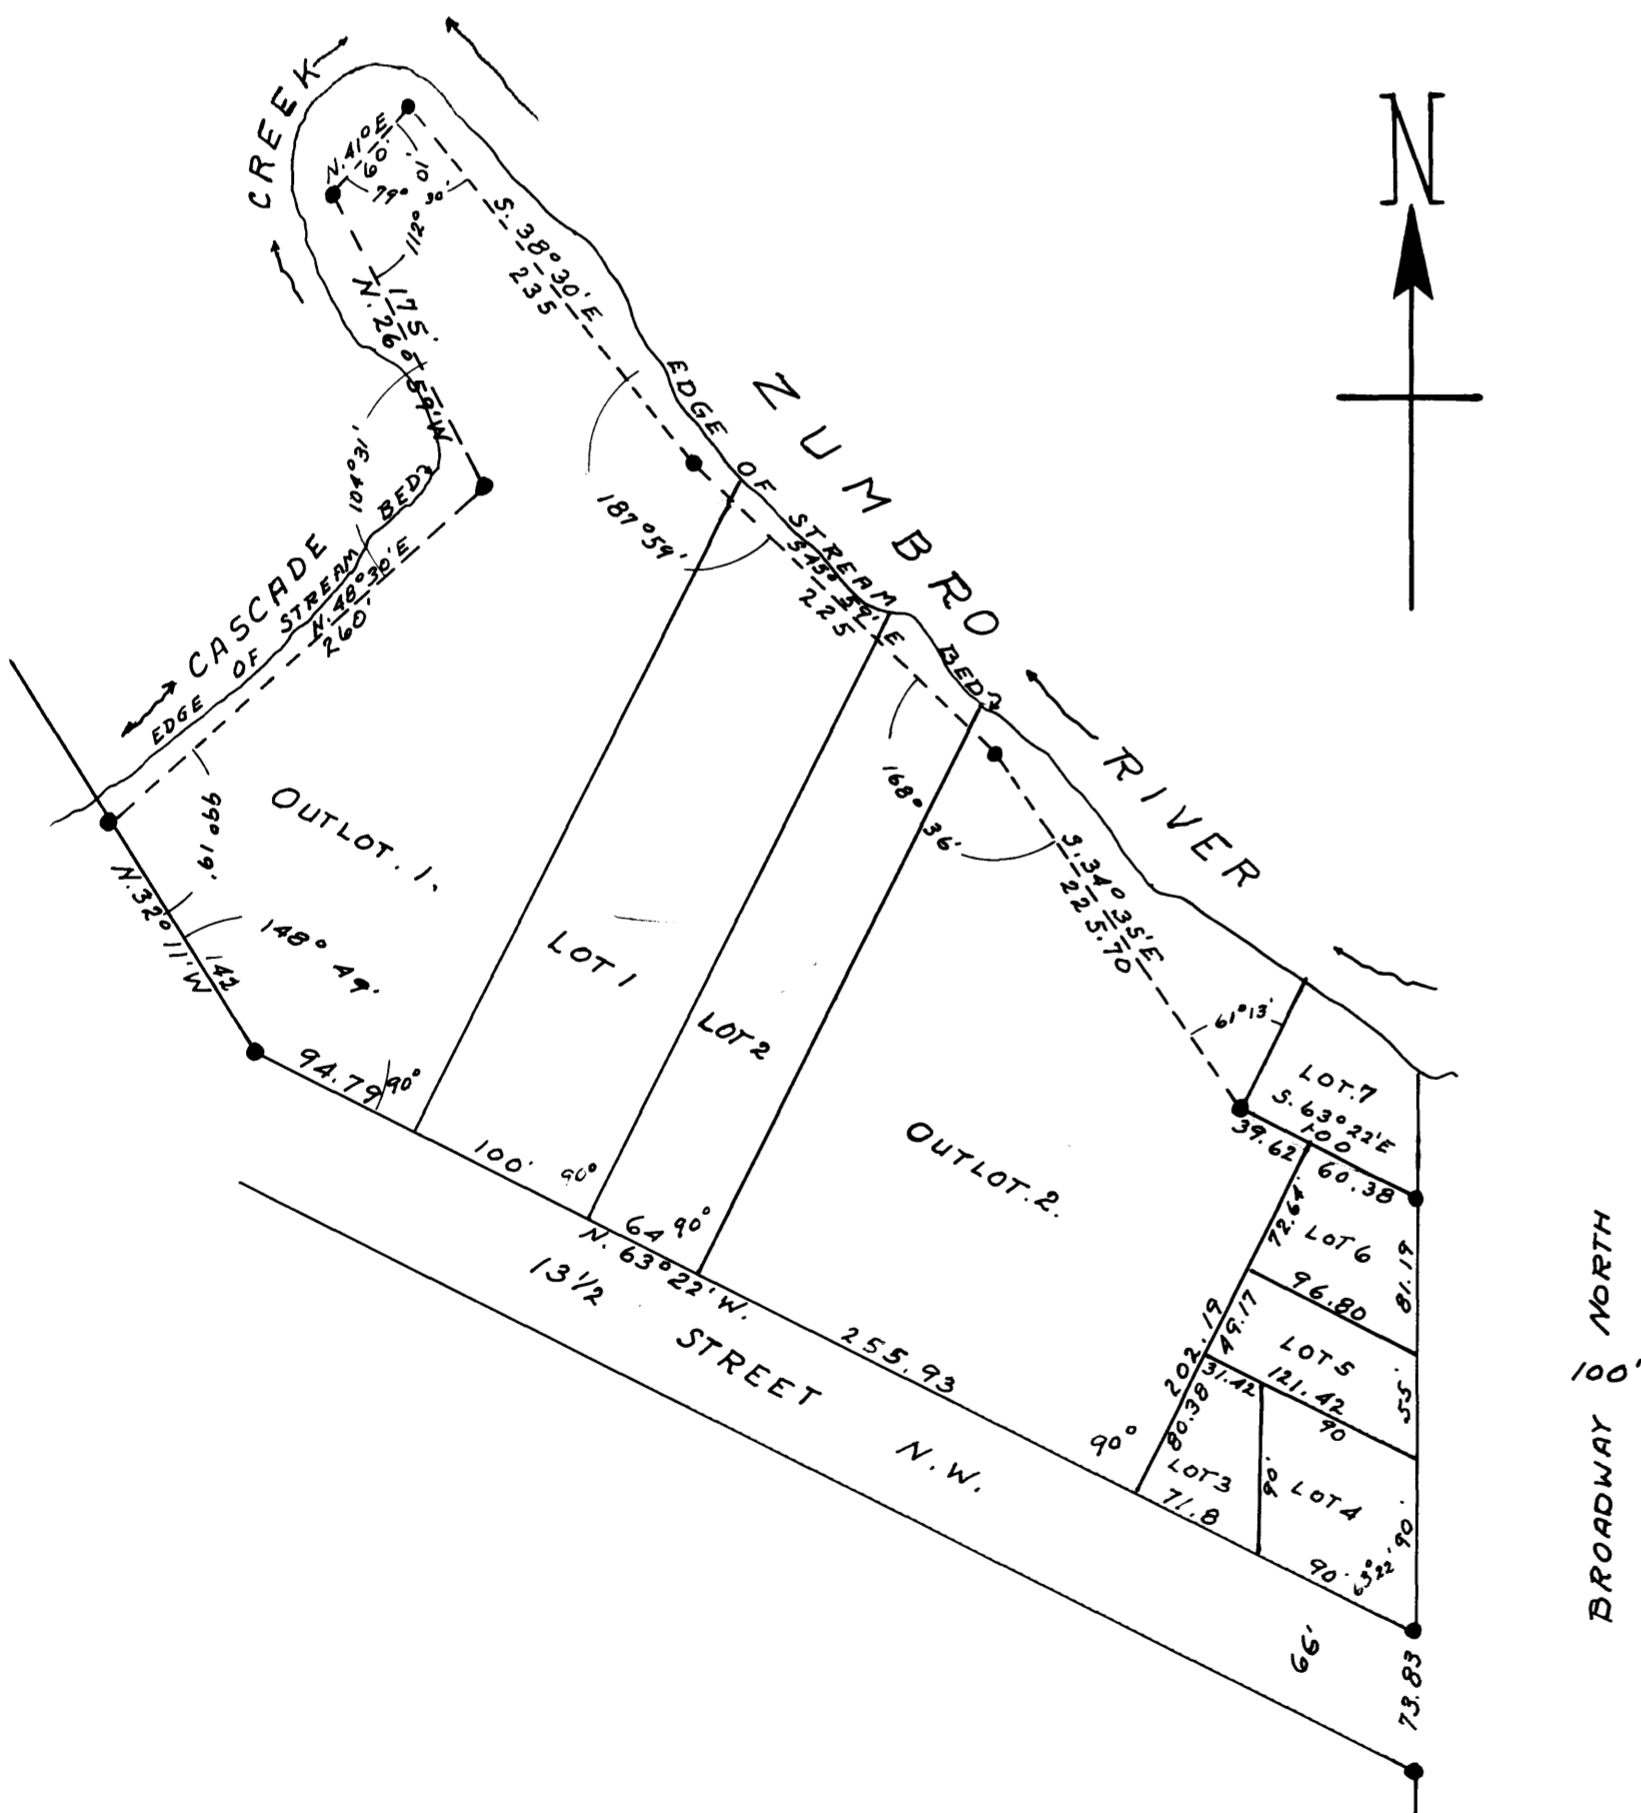 N
CREEK
N. 41° E
60'
79°
101° 30'
112°
S. 38° 30' E
235
175.
N. 26° 59' W
104° 31'
CASCADE
EDGE OF STREAM BED
N. 48° 30' E
260'
ZUMBRO
RIVER
EDGE OF STREAM BED
187° 59'
S 45° 59' E
225
168° 36'
S. 34° 35' E
225.70
61° 13'
99° 19'
N. 32° 11' W
142
148° 49'
OUTLOT. 1.
LOT 1
LOT 2
OUTLOT. 2.
94.79
90°
100'
90°
64
90°
N. 63° 22' W.
255.93
90°
13 1/2 STREET N. W.
LOT. 7
S. 63° 22' E
100
39.62
60.38
72.64
LOT 6
81.19
96.80
202.19
49.17
LOT 5
55'
31.42
121.42
90
80.38
LOT 3
71.8
90'
LOT 4
90'
90'
63° 22'
66'
73.83
BROADWAY NORTH
100'